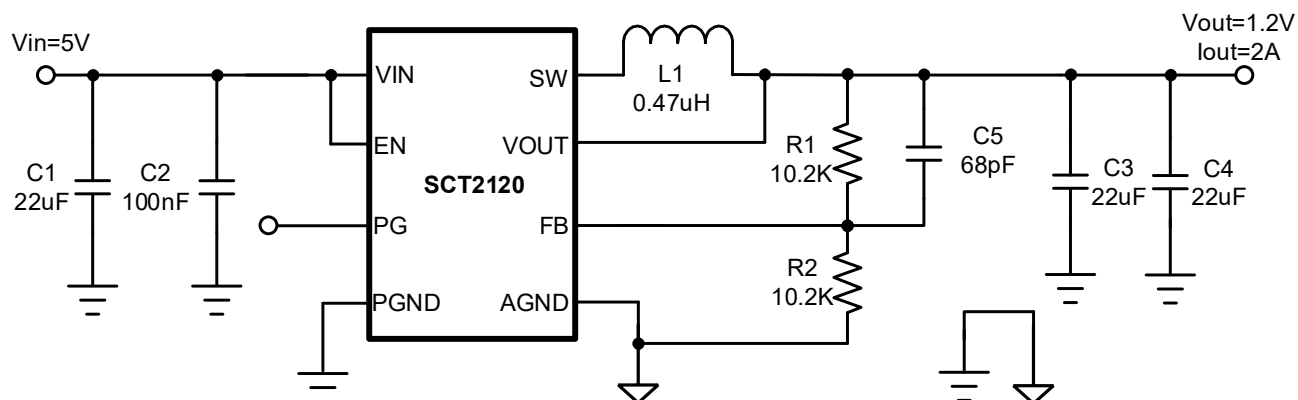 Vin=5V
Vout=1.2V
Iout=2A
VIN
SW
L1
0.47uH
EN
VOUT
R1
10.2K
C5
68pF
C1
22uF
C2
100nF
SCT2120
C3
22uF
C4
22uF
PG
FB
R2
10.2K
PGND
AGND